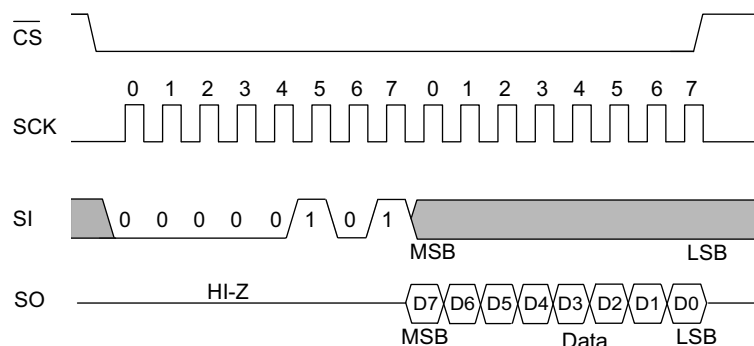 CS
0 1 2 3 4 5 6 7 0 1 2 3 4 5 6 7
SCK
SI 0 0 0 0 0 1 0 1
MSB LSB
HI-Z
SO D7 D6 D5 D4 D3 D2 D1 D0
MSB Data LSB